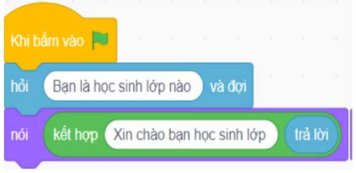 Khi bấm vào
hỏi Bạn là học sinh lớp nào và đợi
nói kết hợp Xin chào bạn học sinh lớp trả lời